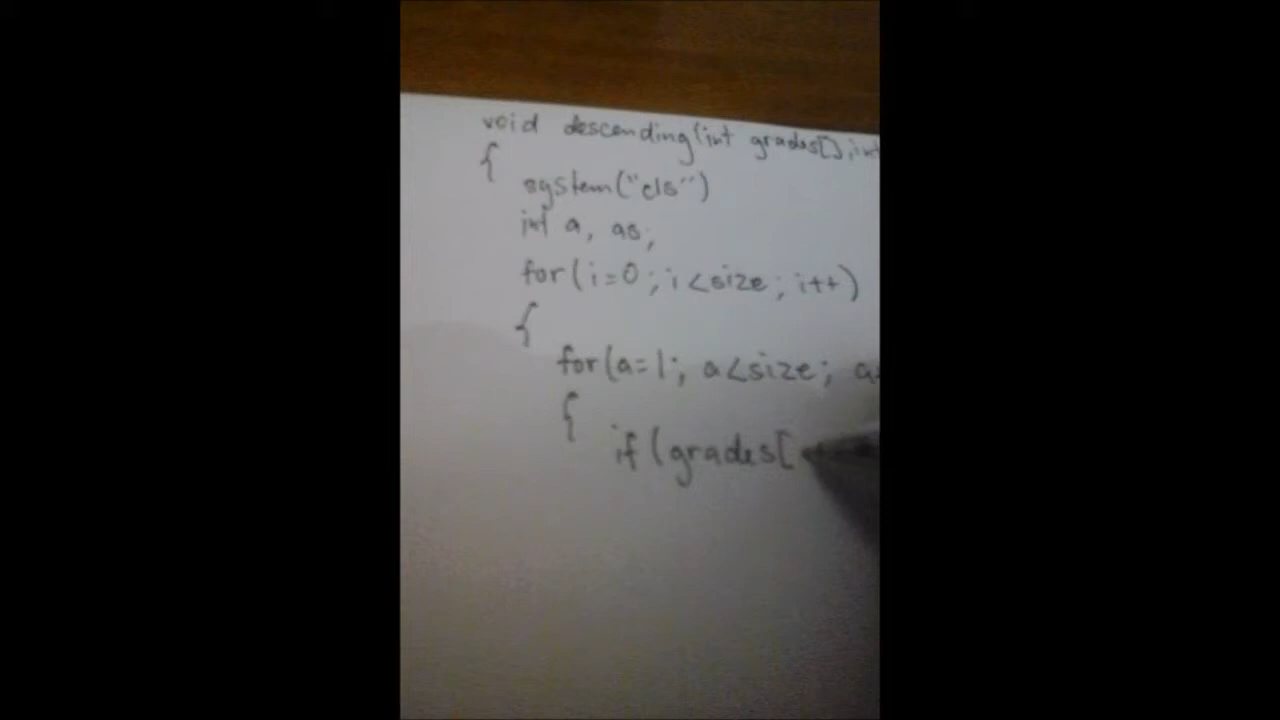 void descending(int grades[], int
{
system("cls")
int a, as;
for(i=0; i<size; i++)
{
for(a=1; a<size; a
{
if(grades[